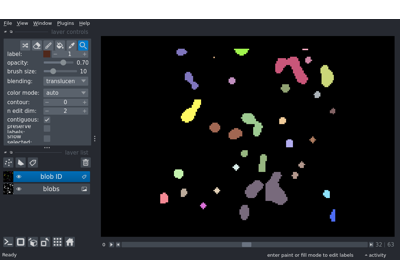 File View Window Plugins Help
layer controls
label: 1
opacity: 0.70
brush size: 10
blending: translucen
color mode: auto
contour: 0
n edit dim: 2
contiguous:
preserve labels:
show selected:
layer list
blob ID
blobs
0 32 63
Ready enter paint or fill mode to edit labels activity